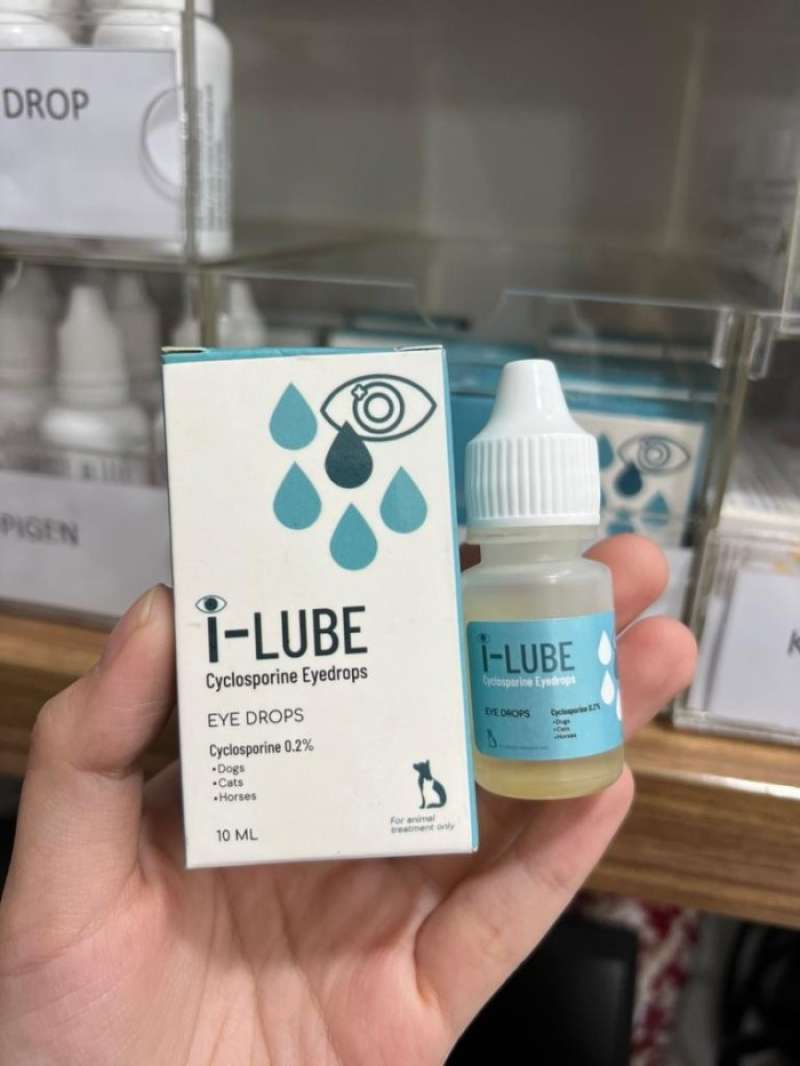 DROP
PIGEN
K
i-LUBE
Cyclosporine Eyedrops
EYE DROPS
Cyclosporine 0.2%
•Dogs
•Cats
•Horses
10 ML
For animal
treatment only
i-LUBE
Cyclosporine Eyedrops
EYE DROPS
Cyclosporine 0.2%
•Dogs
•Cats
•Horses